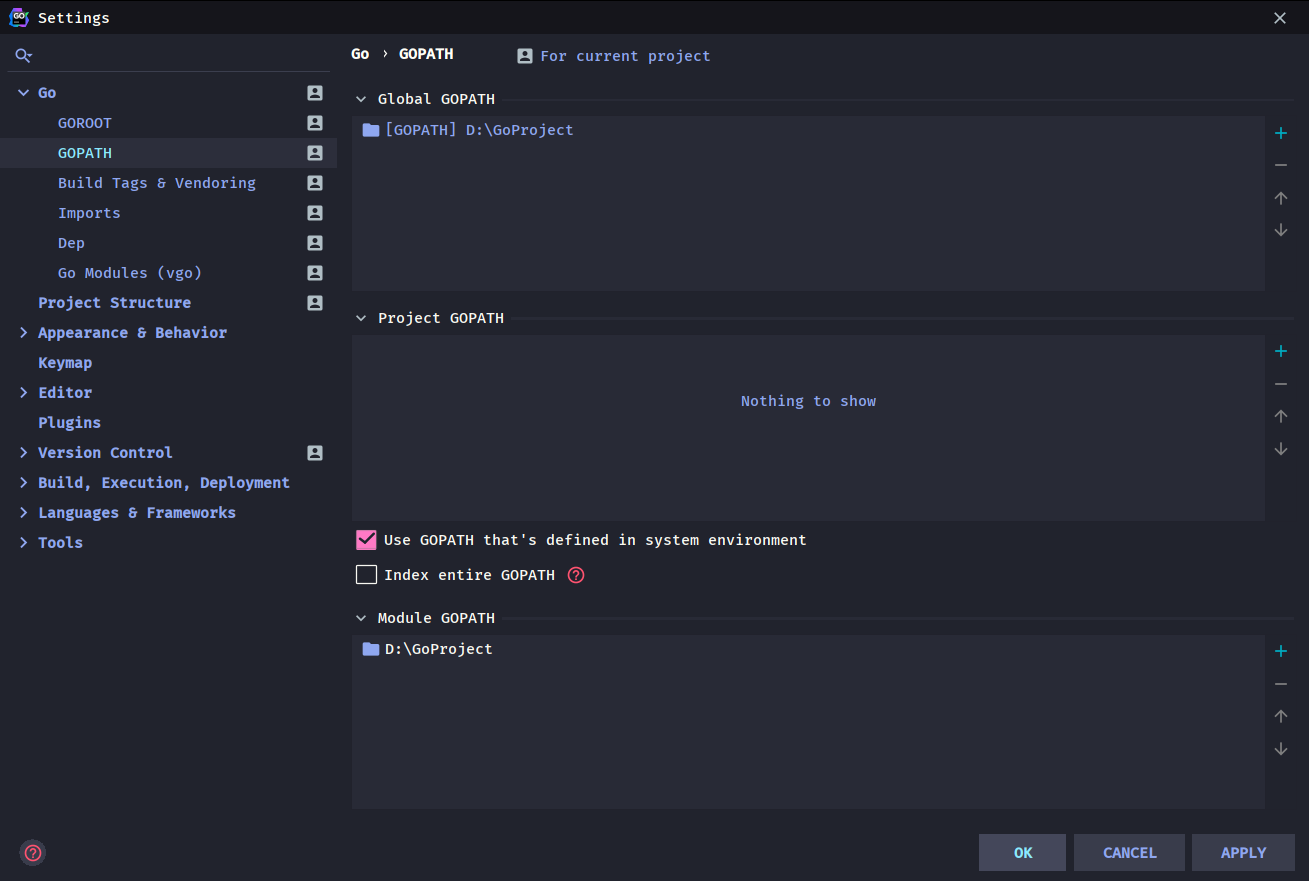 GO Settings
Go › GOPATH For current project
Go
GOROOT
GOPATH
Build Tags & Vendoring
Imports
Dep
Go Modules (vgo)
Project Structure
Appearance & Behavior
Keymap
Editor
Plugins
Version Control
Build, Execution, Deployment
Languages & Frameworks
Tools
Global GOPATH
[GOPATH] D:\GoProject
Project GOPATH
Nothing to show
Use GOPATH that's defined in system environment
Index entire GOPATH ?
Module GOPATH
D:\GoProject
?
OK CANCEL APPLY